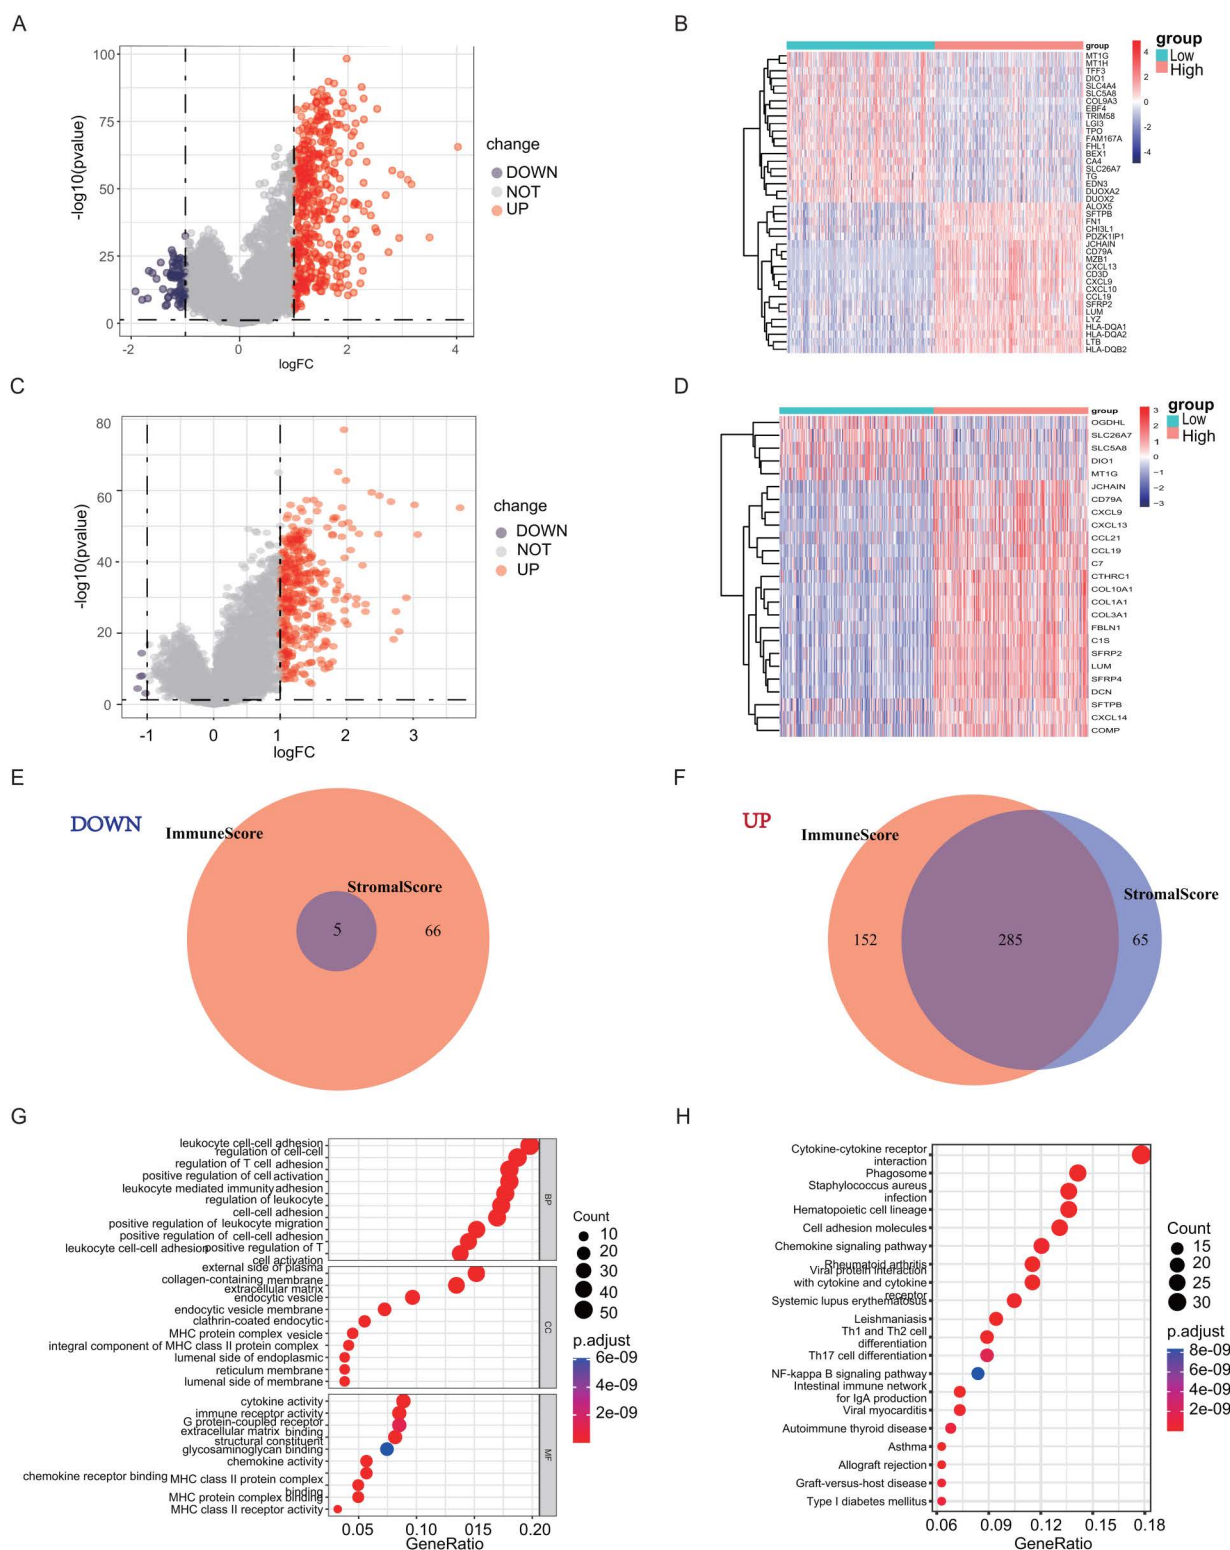 A
100
75
50
25
0
-log10(pvalue)
-2
0
2
4
logFC
change
DOWN
NOT
UP
B
group
MT1G
MT1H
TFF3
DIO1
SLC4A4
SLC5A8
COL9A3
EBF4
TRIM58
LGI3
TPO
FAM167A
FHL1
BEX1
CA4
SLC26A7
TG
EDN3
DUOXA2
DUOX2
ALOX5
SFTPB
FN1
CHI3L1
PDZK1IP1
JCHAIN
CD79A
MZB1
CXCL13
CD3D
CXCL9
CXCL10
CCL19
SFRP2
LUM
LYZ
HLA-DQA1
HLA-DQA2
LTB
HLA-DQB2
4
2
0
-2
-4
group
Low
High
C
80
60
40
20
0
-log10(pvalue)
-1
0
1
2
3
logFC
change
DOWN
NOT
UP
D
group
OGDHL
SLC26A7
SLC5A8
DIO1
MT1G
JCHAIN
CD79A
CXCL9
CXCL13
CCL21
CCL19
C7
CTHRC1
COL10A1
COL1A1
COL3A1
FBLN1
C1S
SFRP2
LUM
SFRP4
DCN
SFTPB
CXCL14
COMP
3
2
1
0
−1
−2
−3
group
Low
High
E
DOWN
ImmuneScore
StromalScore
5
66
F
UP
ImmuneScore
StromalScore
152
285
65
G
leukocyte cell-cell adhesion
regulation of cell-cell
regulation of T cell adhesion
positive regulation of cell activation
leukocyte mediated immunity adhesion
regulation of leukocyte
cell-cell adhesion
positive regulation of leukocyte migration
positive regulation of cell-cell adhesion
leukocyte cell-cell adhesion positive regulation of T
cell activation
external side of plasma
collagen-containing membrane
extracellular matrix
endocytic vesicle
endocytic vesicle membrane
clathrin-coated endocytic
MHC protein complex vesicle
integral component of MHC class II protein complex
lumenal side of endoplasmic
reticulum membrane
lumenal side of membrane
cytokine activity
immune receptor activity
G protein-coupled receptor
extracellular matrix binding
structural constituent
glycosaminoglycan binding
chemokine activity
chemokine receptor binding MHC class II protein complex
binding
MHC protein complex binding
MHC class II receptor activity
BP
CC
MF
0.05
0.10
015
0.20
GeneRatio
Count
10
20
30
40
50
p.adjust
6e-09
4e-09
2e-09
H
Cytokine-cytokine receptor
interaction
Phagosome
Staphylococcus aureus
infection
Hematopoietic cell lineage
Cell adhesion molecules
Chemokine signaling pathway
Rheumatoid arthritis
Viral protein interaction
with cytokine and cytokine
receptor
Systemic lupus erythematosus
Leishmaniasis
Th1 and Th2 cell
differentiation
Th17 cell differentiation
NF-kappa B signaling pathway
Intestinal immune network
for IgA production
Viral myocarditis
Autoimmune thyroid disease
Asthma
Allograft rejection
Graft-versus-host disease
Type I diabetes mellitus
0.06
0.09
0.12
0.15
0.18
GeneRatio
Count
15
20
25
30
p.adjust
8e-09
6e-09
4e-09
2e-09